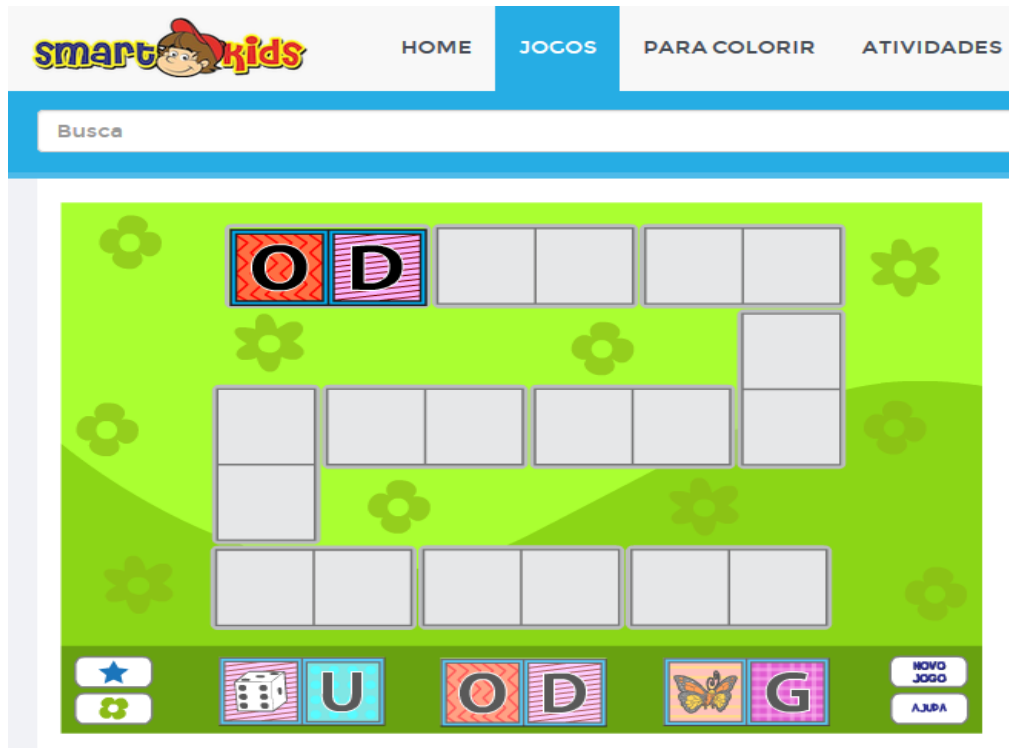 smart kids HOME JOGOS PARA COLORIR ATIVIDADES
Busca
O D
U O D G
NOVO
JOGO
AJUDA